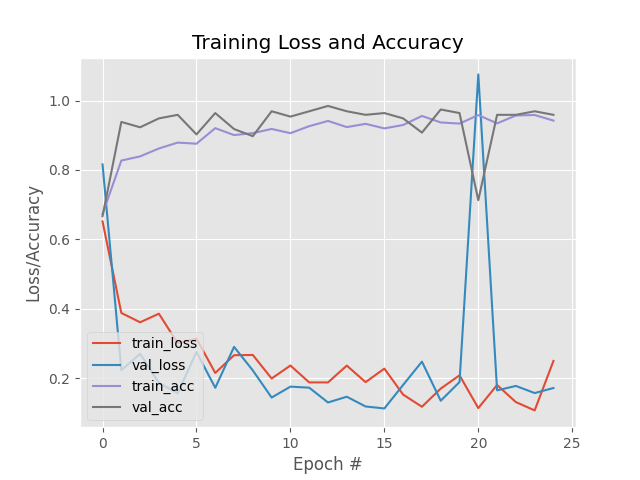 Training Loss and Accuracy
Loss/Accuracy
1.0
0.8
0.6
0.4
0.2
train_loss
val_loss
train_acc
val_acc
0 5 10 15 20 25
Epoch #